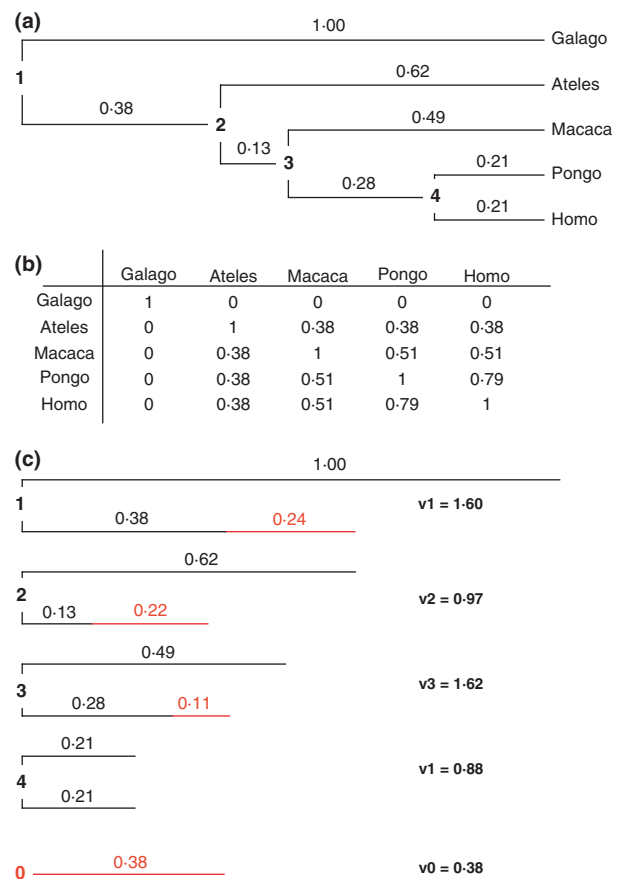 (a)
1·00
Galago
1
0·62
Ateles
0·38
2
0·49
Macaca
0·13
3
0·21
Pongo
0·28
4
0·21
Homo
(b)
Galago Ateles Macaca Pongo Homo
Galago 1 0 0 0 0
Ateles 0 1 0·38 0·38 0·38
Macaca 0 0·38 1 0·51 0·51
Pongo 0 0·38 0·51 1 0·79
Homo 0 0·38 0·51 0·79 1
(c)
1·00
1
v1 = 1·60
0·38 0·24
0·62
2
v2 = 0·97
0·13 0·22
0·49
3
v3 = 1·62
0·28 0·11
0·21
4
v1 = 0·88
0·21
0·38
0
v0 = 0·38